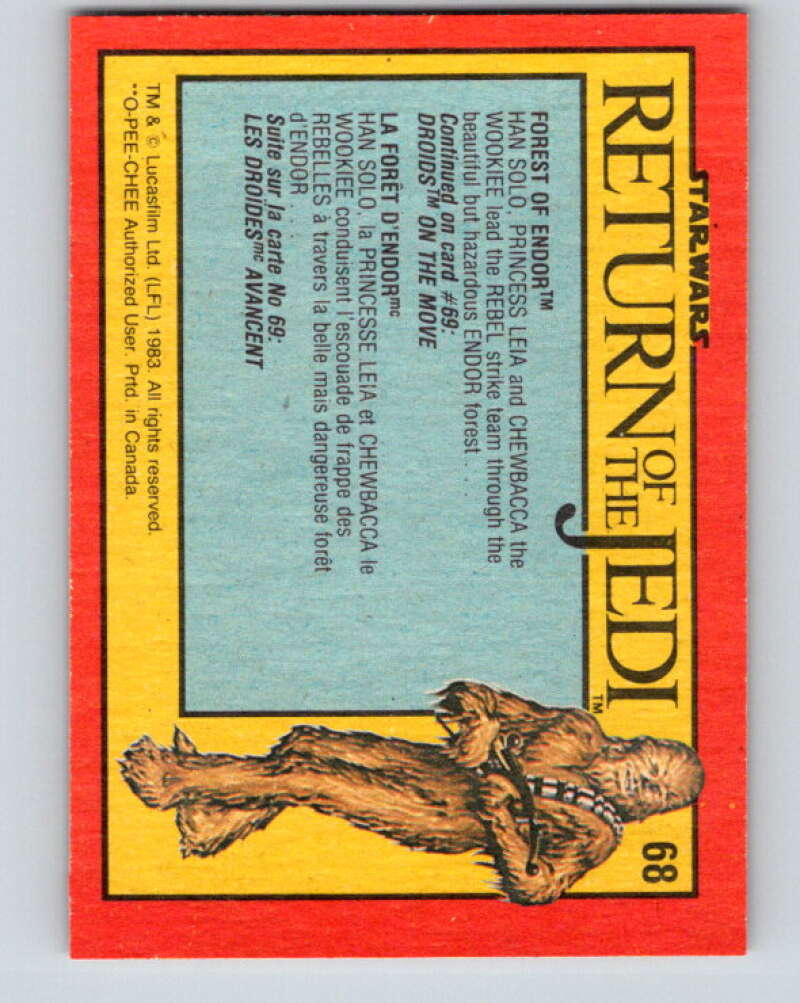 STAR WARS
RETURN OF THE JEDI™
68
FOREST OF ENDOR™
HAN SOLO, PRINCESS LEIA and CHEWBACCA the
WOOKIEE lead the REBEL strike team through the
beautiful but hazardous ENDOR forest . . .
Continued on card #69:
DROIDS™ ON THE MOVE
LA FORÊT D'ENDORmc
HAN SOLO, la PRINCESSE LEIA et CHEWBACCA le
WOOKIEE conduisent l'escouade de frappe des
REBELLES à travers la belle mais dangereuse forêt
d'ENDOR . . .
Suite sur la carte No 69:
LES DROÏDESmc AVANCENT
TM & © Lucasfilm Ltd. (LFL) 1983. All rights reserved.
**O-PEE-CHEE Authorized User. Prtd. in Canada.